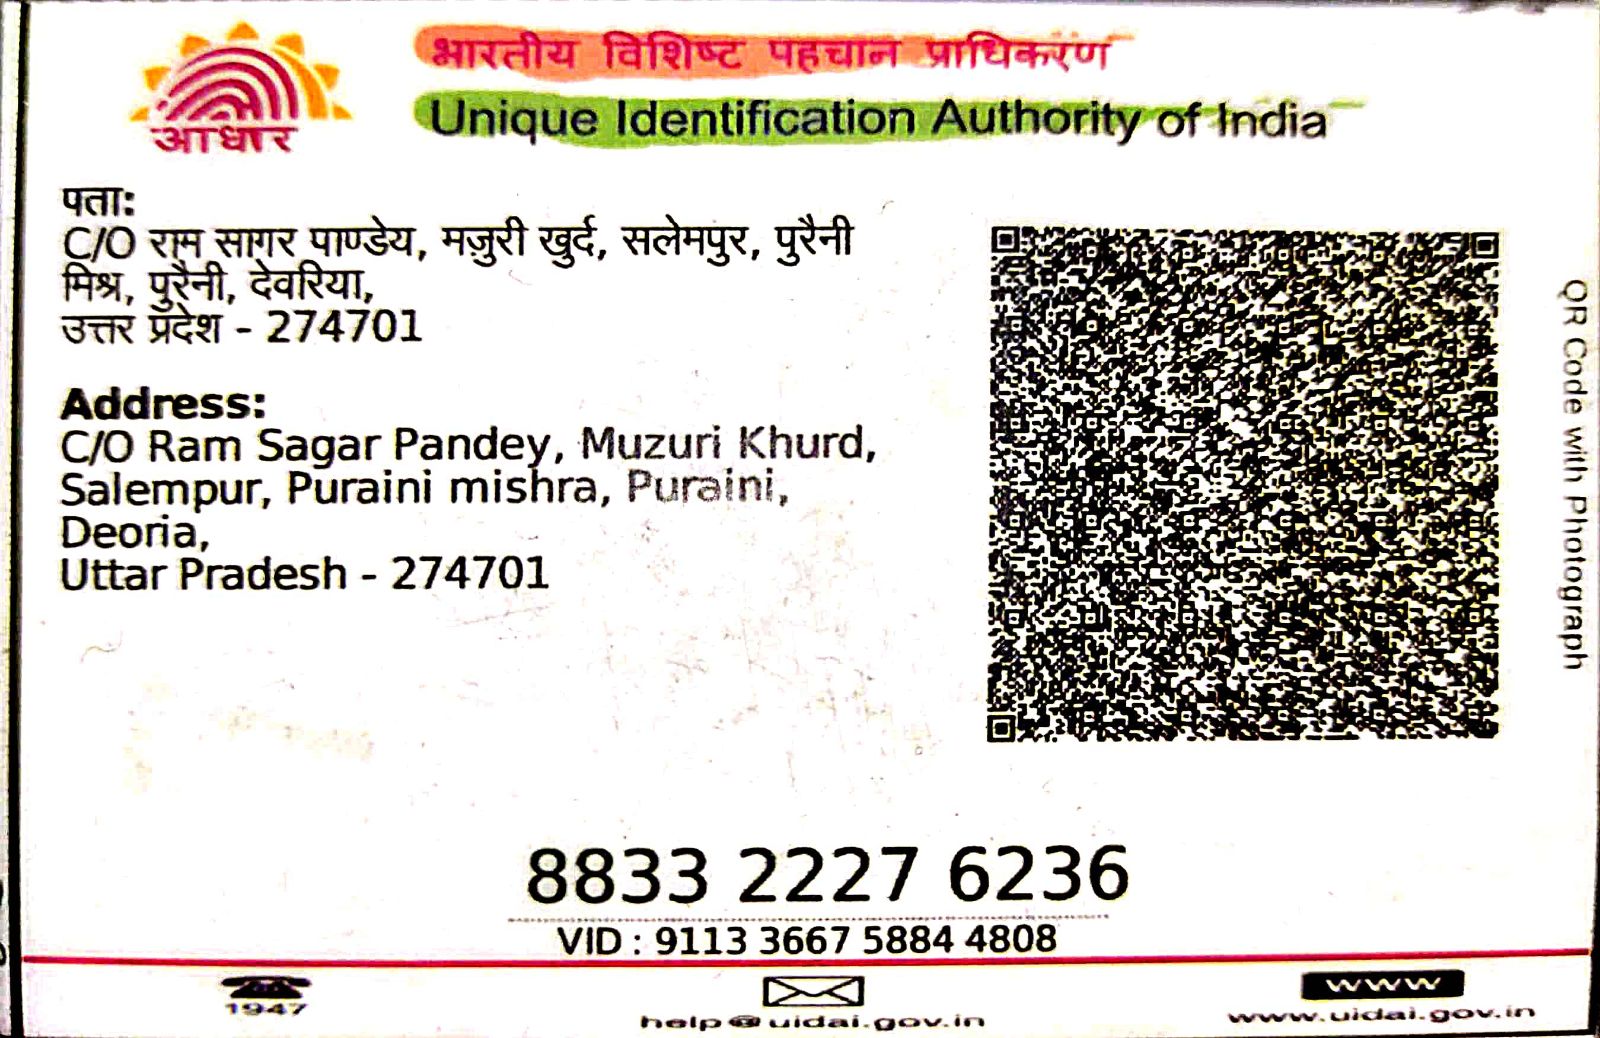 आधार
भारतीय विशिष्ट पहचान प्राधिकरण
Unique Identification Authority of India
पता:
C/O राम सागर पाण्डेय, मज़ुरी खुर्द, सलेमपुर, पुरैनी
मिश्र, पुरैनी, देवरिया,
उत्तर प्रदेश - 274701
Address:
C/O Ram Sagar Pandey, Muzuri Khurd,
Salempur, Puraini mishra, Puraini,
Deoria,
Uttar Pradesh - 274701
QR Code with Photograph
8833 2227 6236
VID : 9113 3667 5884 4808
1947
help@uidai.gov.in
www
www.uidai.gov.in